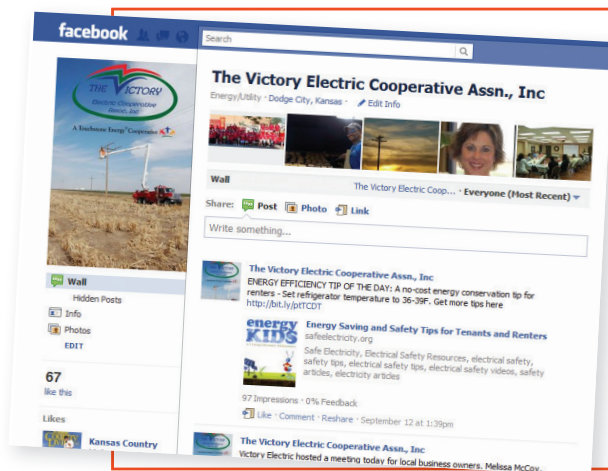 facebook
Search
THE VICTORY
Electric Cooperative
Assn., Inc
A Touchstone Energy® Cooperative
The Victory Electric Cooperative Assn., Inc
Energy/Utility · Dodge City, Kansas · Edit Info
Wall
The Victory Electric Coop... · Everyone (Most Recent)
Share: Post Photo Link
Write something...
Wall
Hidden Posts
Info
Photos
EDIT
67
like this
Likes
Kansas Country
The Victory Electric Cooperative Assn., Inc
ENERGY EFFICIENCY TIP OF THE DAY: A no-cost energy conservation tip for
renters - Set refrigerator temperature to 36-39F. Get more tips here
http://bit.ly/ptTCDT
energy
KIDS
Energy Saving and Safety Tips for Tenants and Renters
safeelectricity.org
Safe Electricity, Electrical Safety Resources, electrical safety,
safety tips, electrical safety tips, electrical safety videos, safety
articles, electricity articles
97 Impressions · 0% Feedback
Like · Comment · Reshare · September 12 at 1:39pm
The Victory Electric Cooperative Assn., Inc
Victory Electric hosted a meeting today for local business owners. Melissa McCoy,